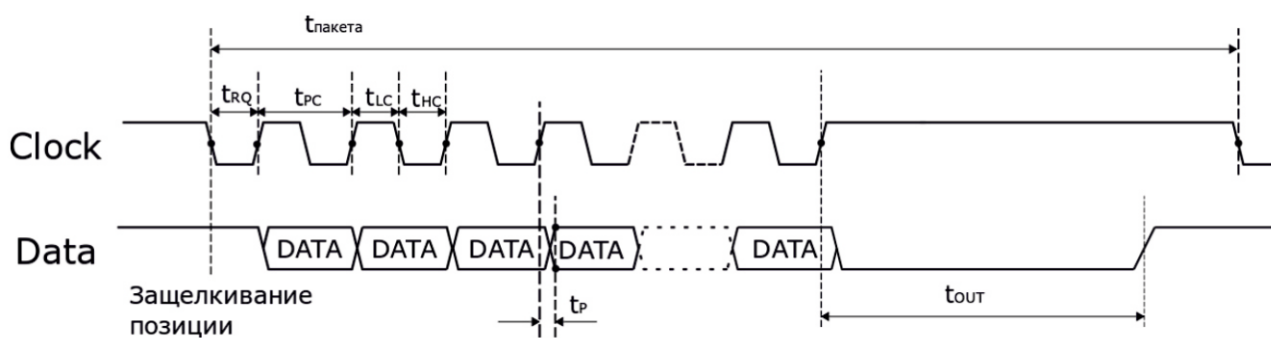 tпакета
tRQ tPC tLC tHC
Clock
Data DATA DATA DATA DATA DATA
Защелкивание
позиции
tP
tOUT